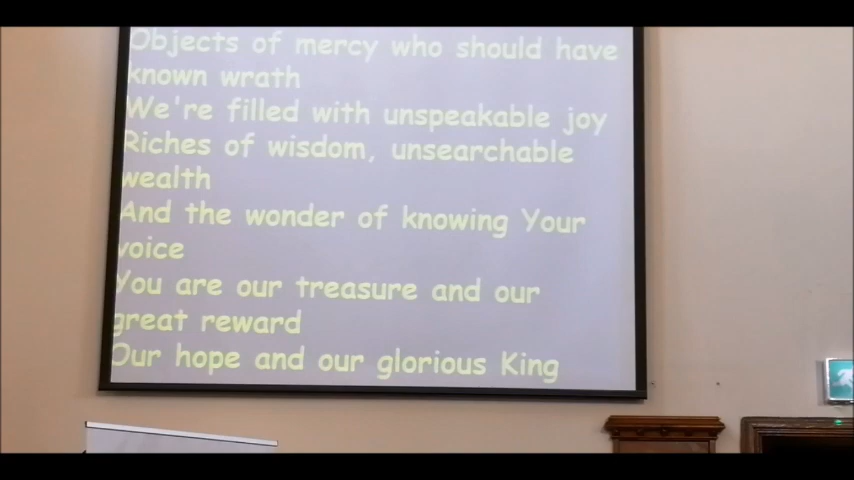 Objects of mercy who should have
known wrath
We're filled with unspeakable joy
Riches of wisdom, unsearchable
wealth
And the wonder of knowing Your
voice
You are our treasure and our
great reward
Our hope and our glorious King